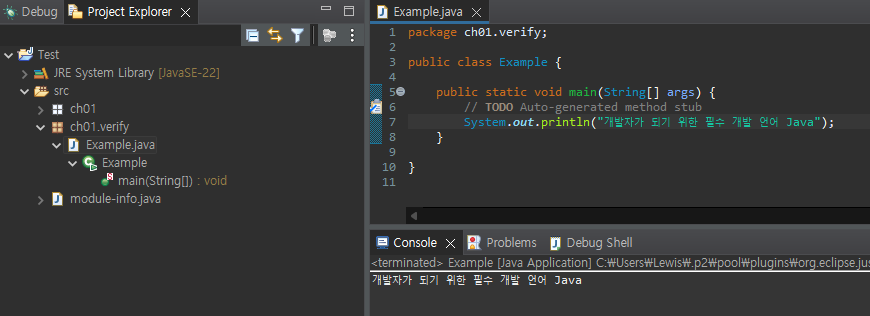 Debug
Project Explorer
Test
JRE System Library [JavaSE-22]
src
ch01
ch01.verify
Example.java
Example
main(String[]) : void
module-info.java
Example.java
1 package ch01.verify;
2
3 public class Example {
4
5 public static void main(String[] args) {
6 // TODO Auto-generated method stub
7 System.out.println("개발자가 되기 위한 필수 개발 언어 Java");
8 }
9
10 }
11
Console
Problems
Debug Shell
<terminated> Example [Java Application] C:₩Users₩Lewis₩.p2₩pool₩plugins₩org.eclipse.jus
개발자가 되기 위한 필수 개발 언어 Java